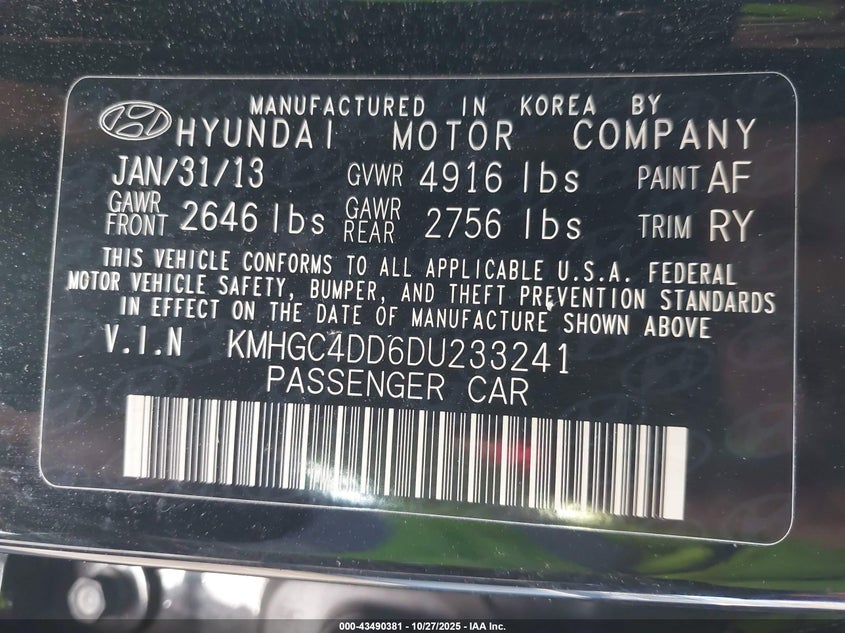 MANUFACTURED IN KOREA BY
HYUNDAI MOTOR COMPANY
JAN/31/13 GVWR 4916 lbs PAINT AF
GAWR FRONT 2646 lbs GAWR REAR 2756 lbs TRIM RY
THIS VEHICLE CONFORMS TO ALL APPLICABLE U.S.A. FEDERAL
MOTOR VEHICLE SAFETY, BUMPER, AND THEFT PREVENTION STANDARDS
IN EFFECT ON THE DATE OF MANUFACTURE SHOWN ABOVE
V.I.N KMHGC4DD6DU233241
PASSENGER CAR
000-43490381 - 10/27/2025 - IAA Inc.